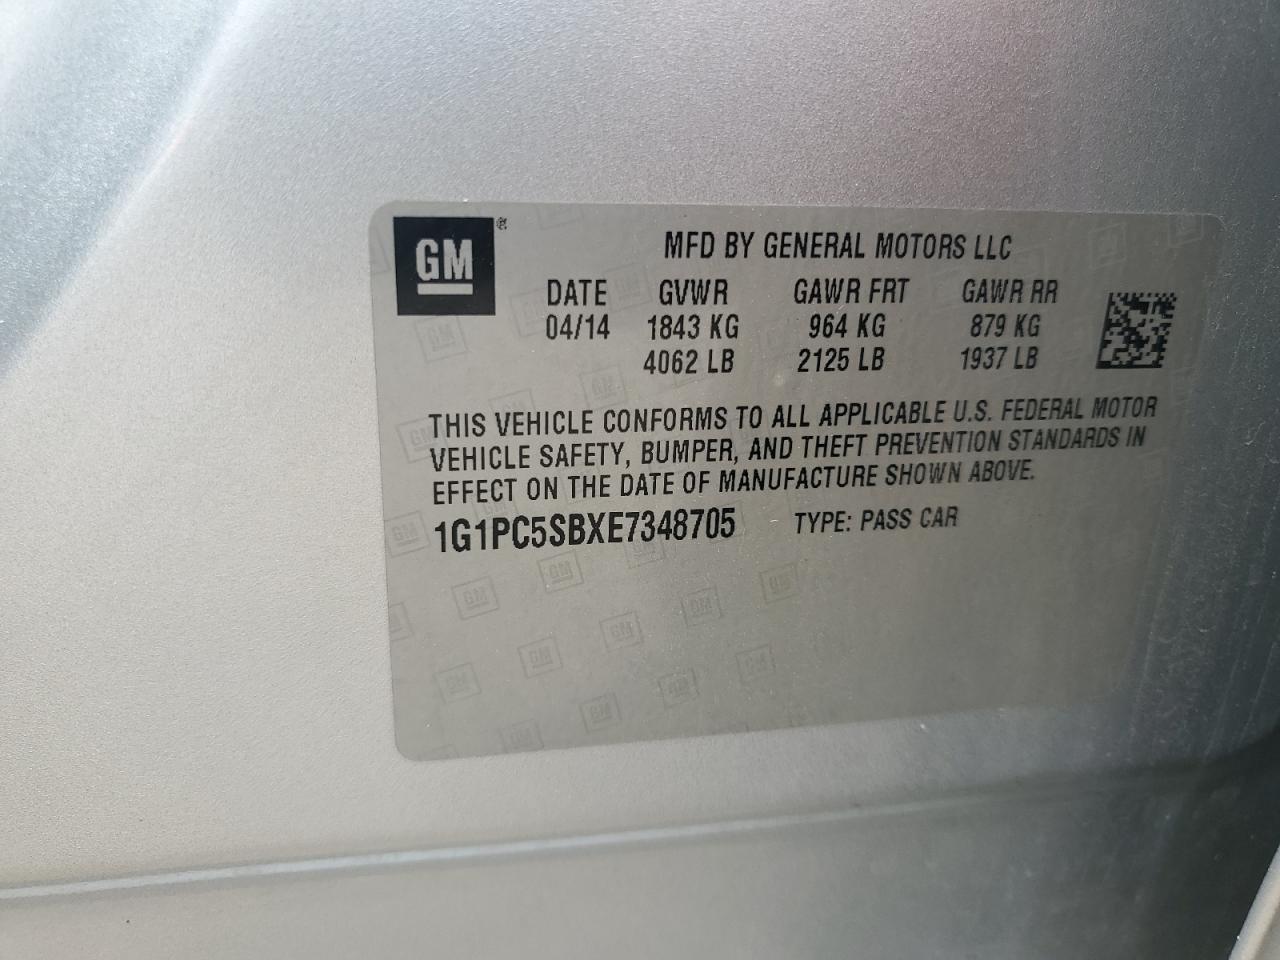 GM ®
MFD BY GENERAL MOTORS LLC
DATE GVWR GAWR FRT GAWR RR
04/14 1843 KG 964 KG 879 KG
4062 LB 2125 LB 1937 LB
THIS VEHICLE CONFORMS TO ALL APPLICABLE U.S. FEDERAL MOTOR
VEHICLE SAFETY, BUMPER, AND THEFT PREVENTION STANDARDS IN
EFFECT ON THE DATE OF MANUFACTURE SHOWN ABOVE.
1G1PC5SBXE7348705 TYPE: PASS CAR